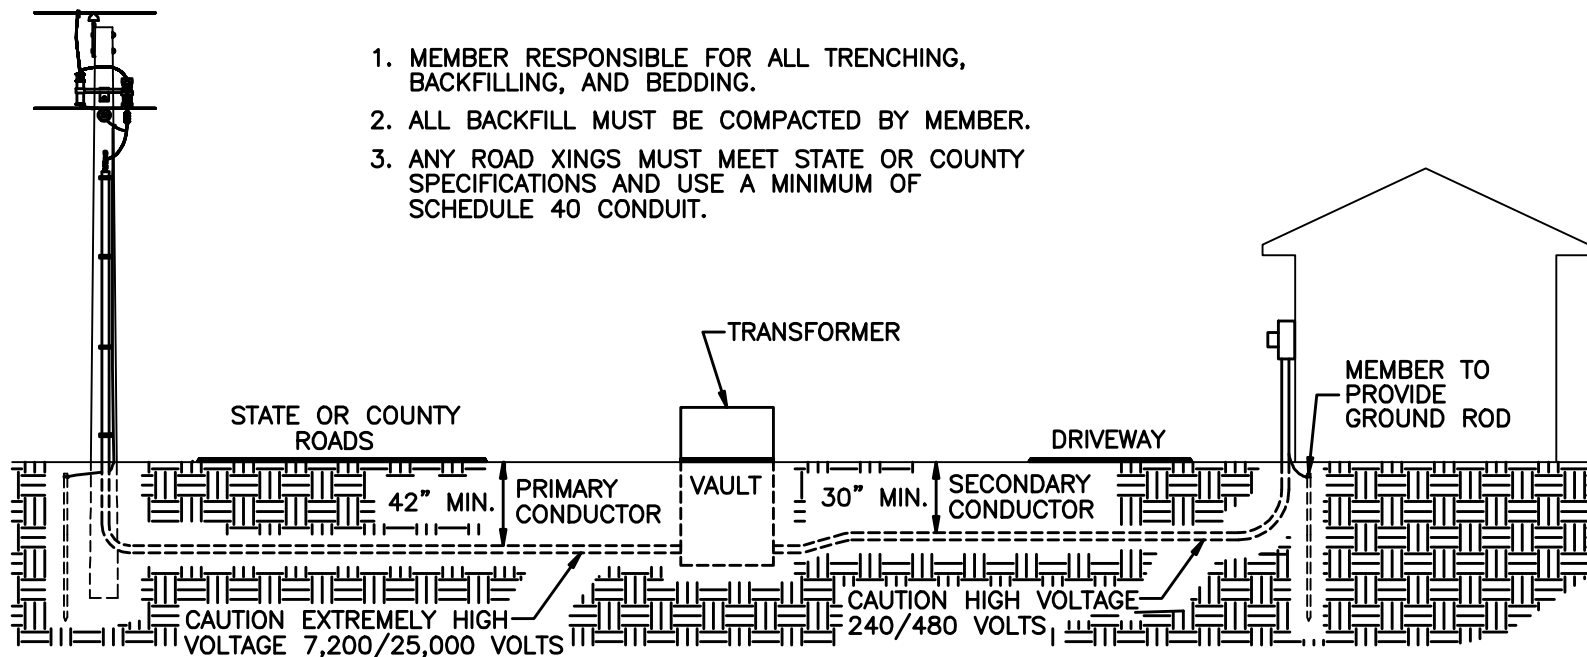 1. MEMBER RESPONSIBLE FOR ALL TRENCHING,
BACKFILLING, AND BEDDING.
2. ALL BACKFILL MUST BE COMPACTED BY MEMBER.
3. ANY ROAD XINGS MUST MEET STATE OR COUNTY
SPECIFICATIONS AND USE A MINIMUM OF
SCHEDULE 40 CONDUIT.
TRANSFORMER
MEMBER TO
PROVIDE
GROUND ROD
STATE OR COUNTY
ROADS
DRIVEWAY
42" MIN.
PRIMARY
CONDUCTOR
VAULT
30" MIN.
SECONDARY
CONDUCTOR
CAUTION EXTREMELY HIGH
VOLTAGE 7,200/25,000 VOLTS
CAUTION HIGH VOLTAGE
240/480 VOLTS